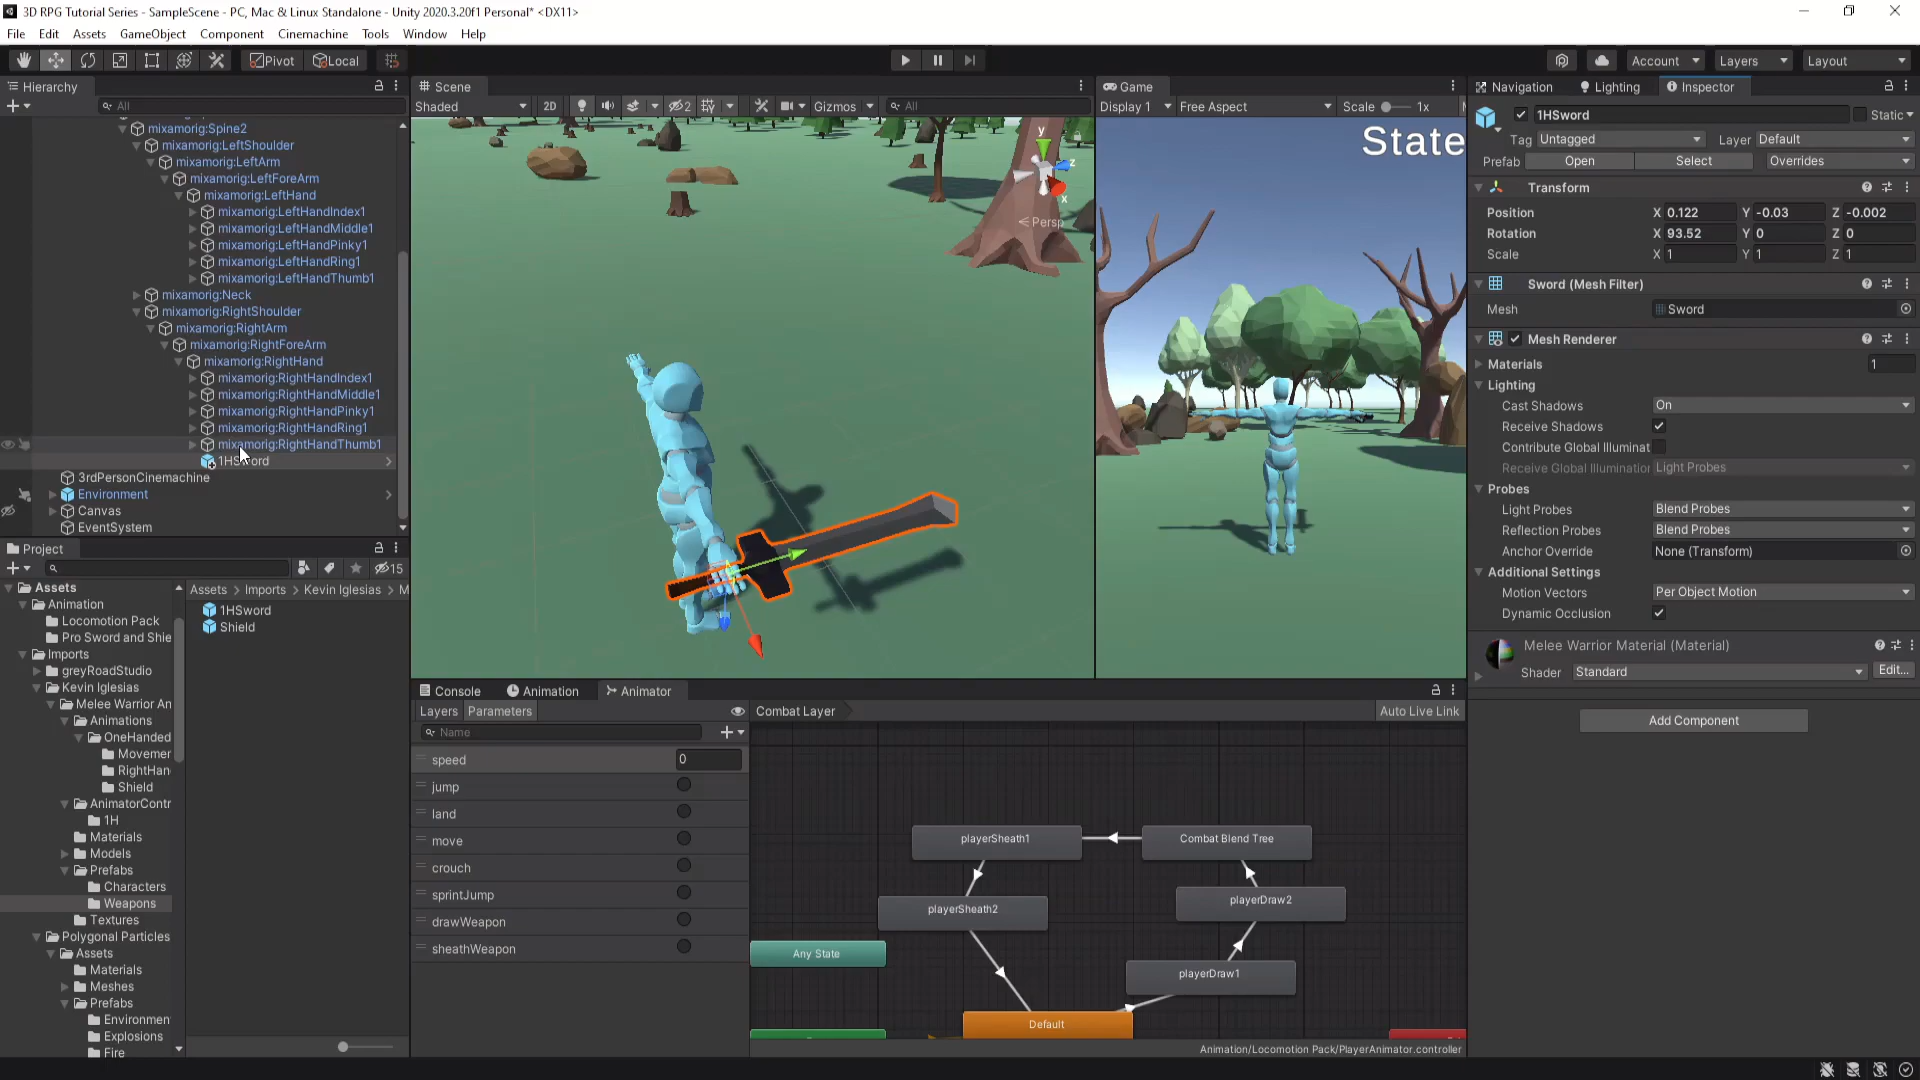 3D RPG Tutorial Series - SampleScene - PC, Mac & Linux Standalone - Unity 2020.3.20f1 Personal* <DX11>
File Edit Assets GameObject Component Cinemachine Tools Window Help
Pivot Local Account Layers Layout
Hierarchy
All
mixamorig:Spine2
mixamorig:LeftShoulder
mixamorig:LeftArm
mixamorig:LeftForeArm
mixamorig:LeftHand
mixamorig:LeftHandIndex1
mixamorig:LeftHandMiddle1
mixamorig:LeftHandPinky1
mixamorig:LeftHandRing1
mixamorig:LeftHandThumb1
mixamorig:Neck
mixamorig:RightShoulder
mixamorig:RightArm
mixamorig:RightForeArm
mixamorig:RightHand
mixamorig:RightHandIndex1
mixamorig:RightHandMiddle1
mixamorig:RightHandPinky1
mixamorig:RightHandRing1
mixamorig:RightHandThumb1
1HSword
3rdPersonCinemachine
Environment
Canvas
EventSystem
Scene
Shaded 2D 2 Gizmos All
y
z
x
Persp
Game
Display 1 Free Aspect Scale 1x
State
Navigation Lighting Inspector
1HSword Static
Tag Untagged Layer Default
Prefab Open Select Overrides
Transform
Position X 0.122 Y -0.03 Z -0.002
Rotation X 93.52 Y 0 Z 0
Scale X 1 Y 1 Z 1
Sword (Mesh Filter)
Mesh Sword
Mesh Renderer
Materials 1
Lighting
Cast Shadows On
Receive Shadows
Contribute Global Illuminat
Receive Global Illumination Light Probes
Probes
Light Probes Blend Probes
Reflection Probes Blend Probes
Anchor Override None (Transform)
Additional Settings
Motion Vectors Per Object Motion
Dynamic Occlusion
Melee Warrior Material (Material)
Shader Standard Edit...
Add Component
Project
15
Assets
Animation
Locomotion Pack
Pro Sword and Shie
Imports
greyRoadStudio
Kevin Iglesias
Melee Warrior An
Animations
OneHanded
Movemer
RightHan
Shield
AnimatorContr
1H
Materials
Models
Prefabs
Characters
Weapons
Textures
Polygonal Particles
Assets
Materials
Meshes
Prefabs
Environmen
Explosions
Fire
Assets > Imports > Kevin Iglesias > M
1HSword
Shield
Console Animation Animator
Layers Parameters
Name
speed 0
jump
land
move
crouch
sprintJump
drawWeapon
sheathWeapon
Combat Layer Auto Live Link
playerSheath1
Combat Blend Tree
playerSheath2
playerDraw2
Any State
playerDraw1
Default
Animation/Locomotion Pack/PlayerAnimator.controller